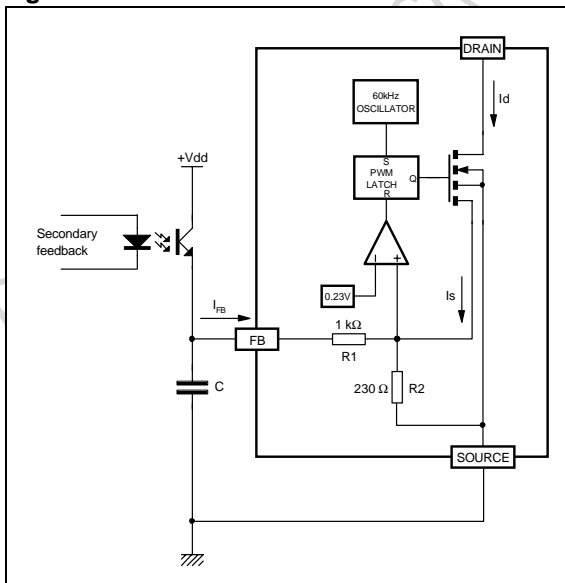 DRAIN
60kHz
OSCILLATOR
Id
+Vdd
S
PWM
LATCH
Q
R
Secondary
feedback
0.23V
Is
I FB
1 kΩ
FB
R1
C
230 Ω
R2
SOURCE